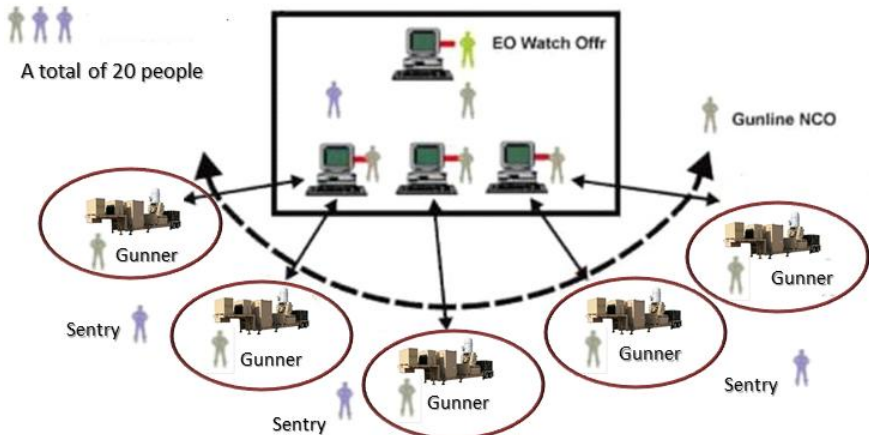 EO Watch Offr
A total of 20 people
Gunline NCO
Gunner
Gunner
Sentry
Gunner
Gunner
Sentry
Gunner
Sentry